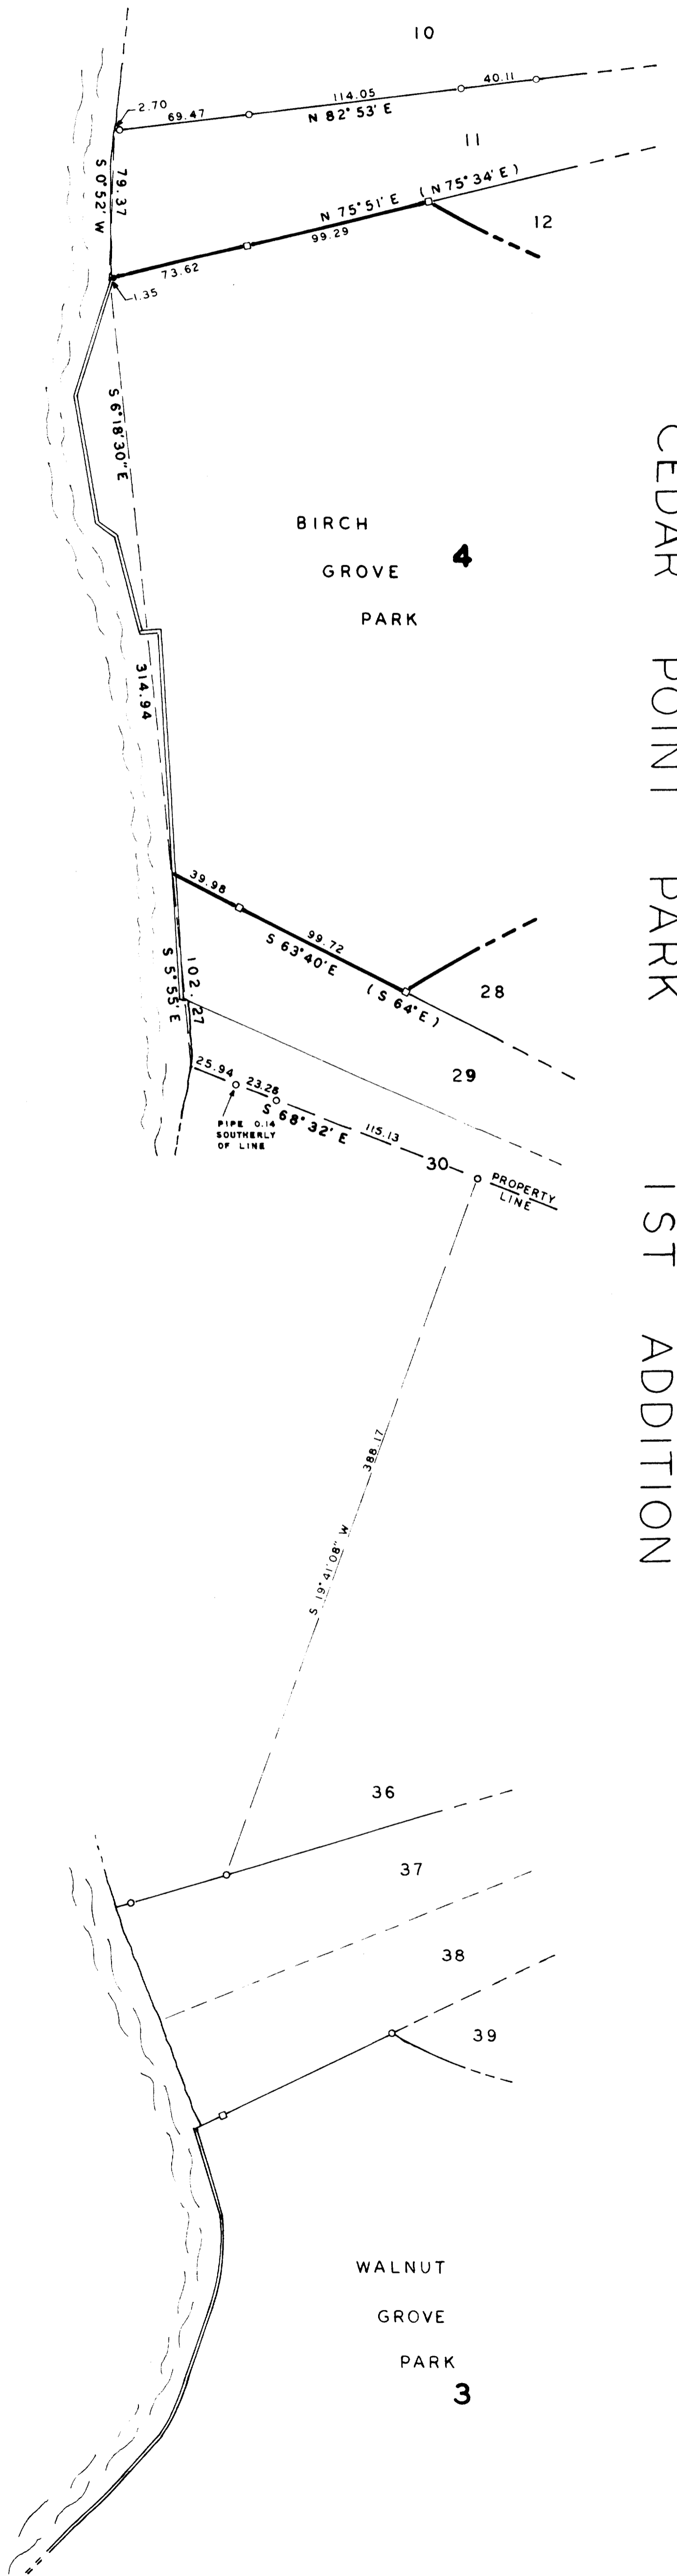 10
2.70
69.47
114.05
40.11
N 82° 53' E
11
79.37
S 0° 52' W
N 75° 51' E
( N 75° 34' E )
12
73.62
99.29
1.35
S 6° 18' 30" E
BIRCH
GROVE
PARK
4
314.94
39.98
99.72
S 63° 40' E
( S 64° E )
28
102.27
S 5° 55' E
29
25.94
23.28
S 68° 32' E
115.13
30
PIPE 0.14
SOUTHERLY
OF LINE
PROPERTY
LINE
388.17
S 19° 41' 08" W
36
37
38
39
WALNUT
GROVE
PARK
3
CEDAR POINT PARK 1ST ADDITION